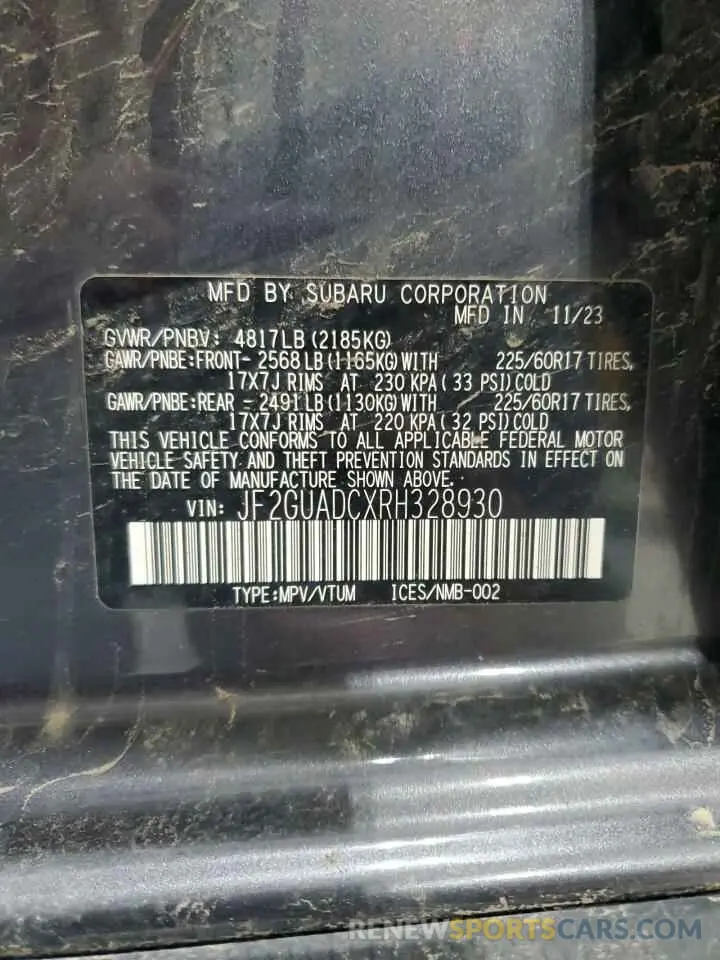 MFD BY SUBARU CORPORATION
MFD IN 11/23
GVWR/PNBV: 4817LB (2185KG)
GAWR/PNBE:FRONT- 2568LB(1165KG)WITH 225/60R17 TIRES,
17X7J RIMS AT 230 KPA( 33 PSI)COLD
GAWR/PNBE:REAR - 2491LB(1130KG)WITH 225/60R17 TIRES,
17X7J RIMS AT 220 KPA( 32 PSI)COLD
THIS VEHICLE CONFORMS TO ALL APPLICABLE FEDERAL MOTOR
VEHICLE SAFETY AND THEFT PREVENTION STANDARDS IN EFFECT ON
THE DATE OF MANUFACTURE SHOWN ABOVE.
VIN: JF2GUADCXRH328930
TYPE:MPV/VTUM ICES/NMB-002
RENEWSPORTSCARS.COM